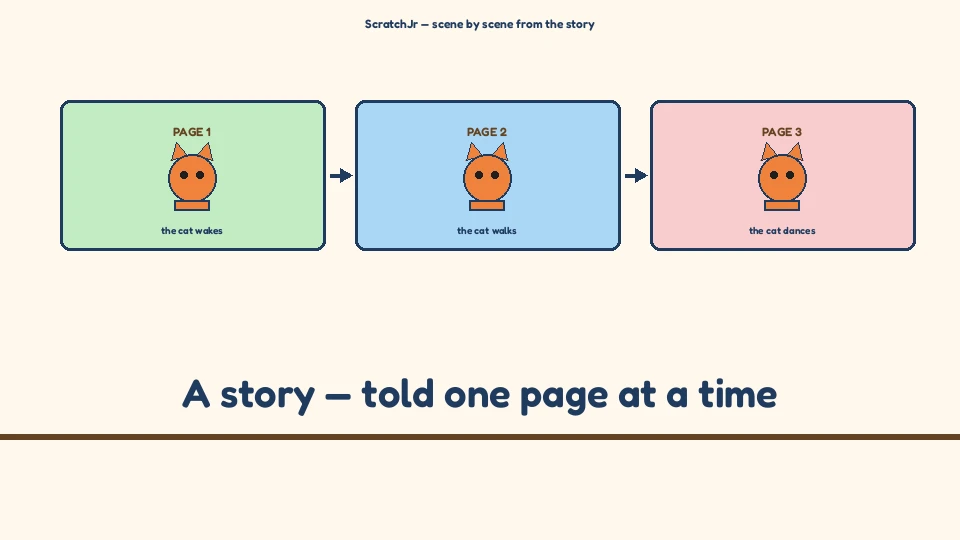 ScratchJr — scene by scene from the story
PAGE 1
PAGE 2
PAGE 3
the cat wakes
the cat walks
the cat dances
A story — told one page at a time